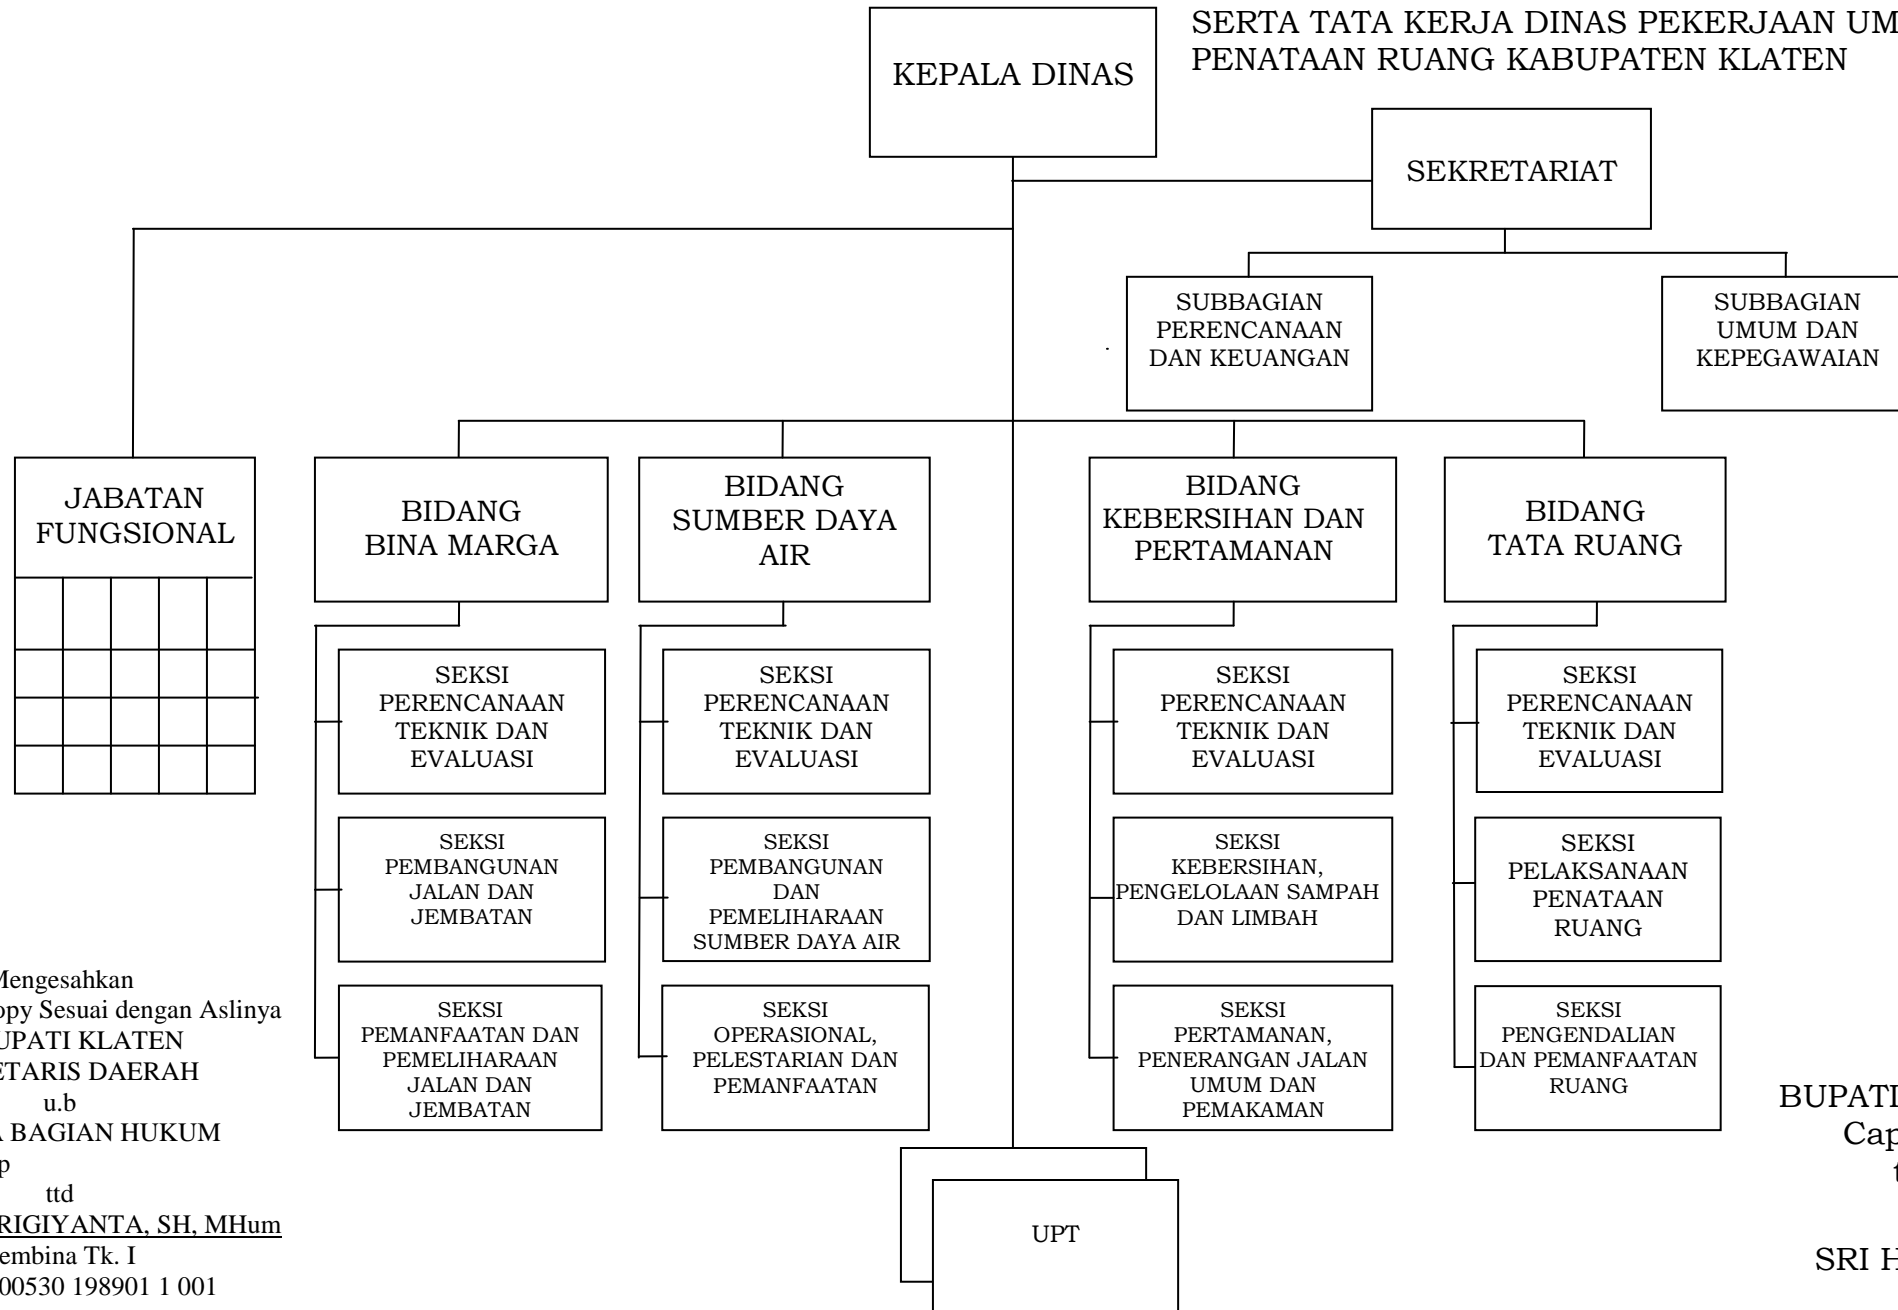 SERTA TATA KERJA DINAS PEKERJAAN UM
PENATAAN RUANG KABUPATEN KLATEN
KEPALA DINAS
SEKRETARIAT
SUBBAGIAN
PERENCANAAN
DAN KEUANGAN
SUBBAGIAN
UMUM DAN
KEPEGAWAIAN
JABATAN
FUNGSIONAL
BIDANG
BINA MARGA
BIDANG
SUMBER DAYA
AIR
BIDANG
KEBERSIHAN DAN
PERTAMANAN
BIDANG
TATA RUANG
SEKSI
PERENCANAAN
TEKNIK DAN
EVALUASI
SEKSI
PERENCANAAN
TEKNIK DAN
EVALUASI
SEKSI
PERENCANAAN
TEKNIK DAN
EVALUASI
SEKSI
PERENCANAAN
TEKNIK DAN
EVALUASI
SEKSI
PEMBANGUNAN
JALAN DAN
JEMBATAN
SEKSI
PEMBANGUNAN
DAN
PEMELIHARAAN
SUMBER DAYA AIR
SEKSI
KEBERSIHAN,
PENGELOLAAN SAMPAH
DAN LIMBAH
SEKSI
PELAKSANAAN
PENATAAN
RUANG
SEKSI
PEMANFAATAN DAN
PEMELIHARAAN
JALAN DAN
JEMBATAN
SEKSI
OPERASIONAL,
PELESTARIAN DAN
PEMANFAATAN
SEKSI
PERTAMANAN,
PENERANGAN JALAN
UMUM DAN
PEMAKAMAN
SEKSI
PENGENDALIAN
DAN PEMANFAATAN
RUANG
UPT
Mengesahkan
opy Sesuai dengan Aslinya
UPATI KLATEN
ETARIS DAERAH
u.b
A BAGIAN HUKUM
p
ttd
RIGIYANTA, SH, MHum
embina Tk. I
00530 198901 1 001
BUPATI
Cap
t
SRI H